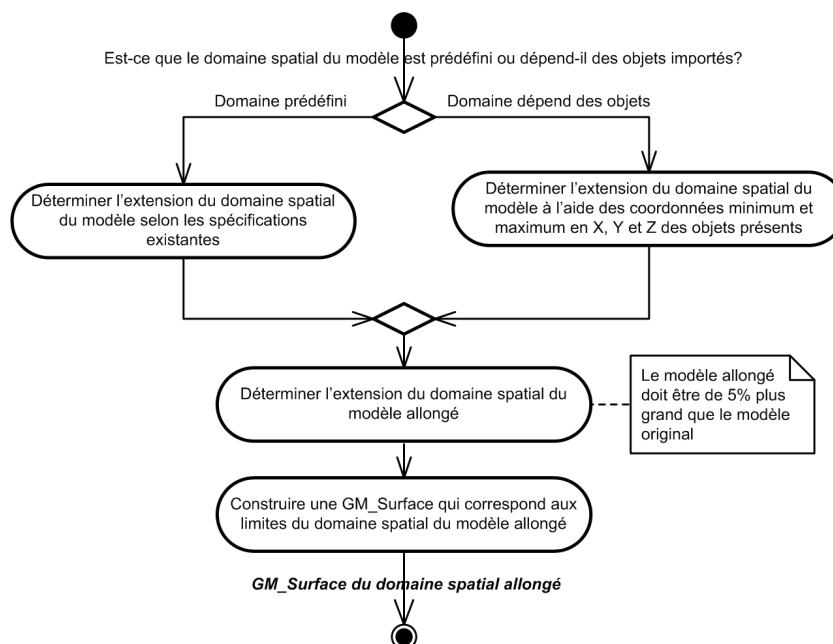 Est-ce que le domaine spatial du modèle est prédéfini ou dépend-il des objets importés?
Domaine prédéfini
Domaine dépend des objets
Déterminer l'extension du domaine spatial
du modèle selon les spécifications
existantes
Déterminer l'extension du domaine spatial du
modèle à l'aide des coordonnées minimum et
maximum en X, Y et Z des objets présents
Déterminer l'extension du domaine spatial du
modèle allongé
Le modèle allongé
doit être de 5% plus
grand que le modèle
original
Construire une GM_Surface qui correspond aux
limites du domaine spatial du modèle allongé
GM_Surface du domaine spatial allongé